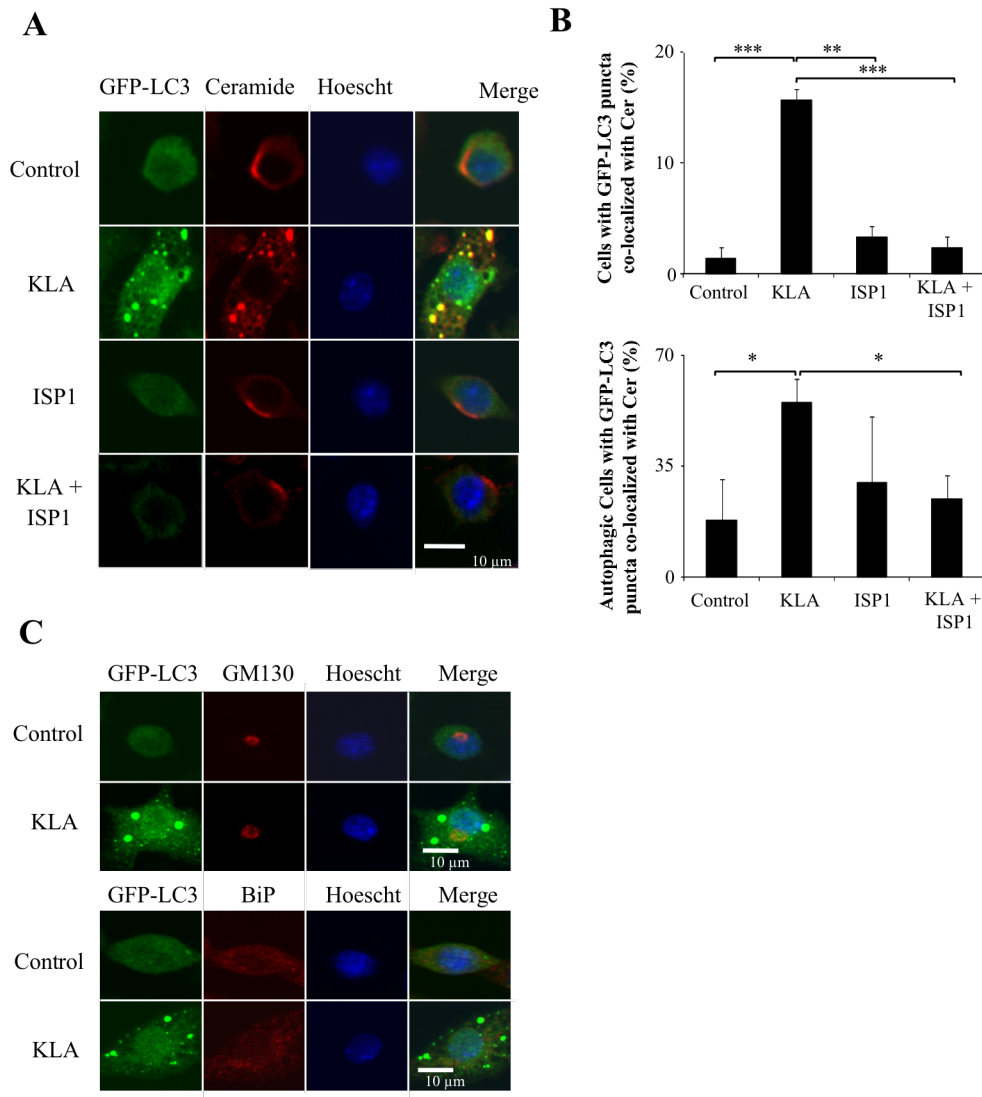 A
GFP-LC3 Ceramide Hoescht Merge
Control
KLA
ISP1
KLA +
ISP1
10 µm
B
Cells with GFP-LC3 puncta
co-localized with Cer (%)
20
10
0
*** **
***
Control KLA ISP1 KLA +
ISP1
Autophagic Cells with GFP-LC3
puncta co-localized with Cer (%)
70
35
0
* *
Control KLA ISP1 KLA +
ISP1
C
GFP-LC3 GM130 Hoescht Merge
Control
KLA
10 µm
GFP-LC3 BiP Hoescht Merge
Control
KLA
10 µm